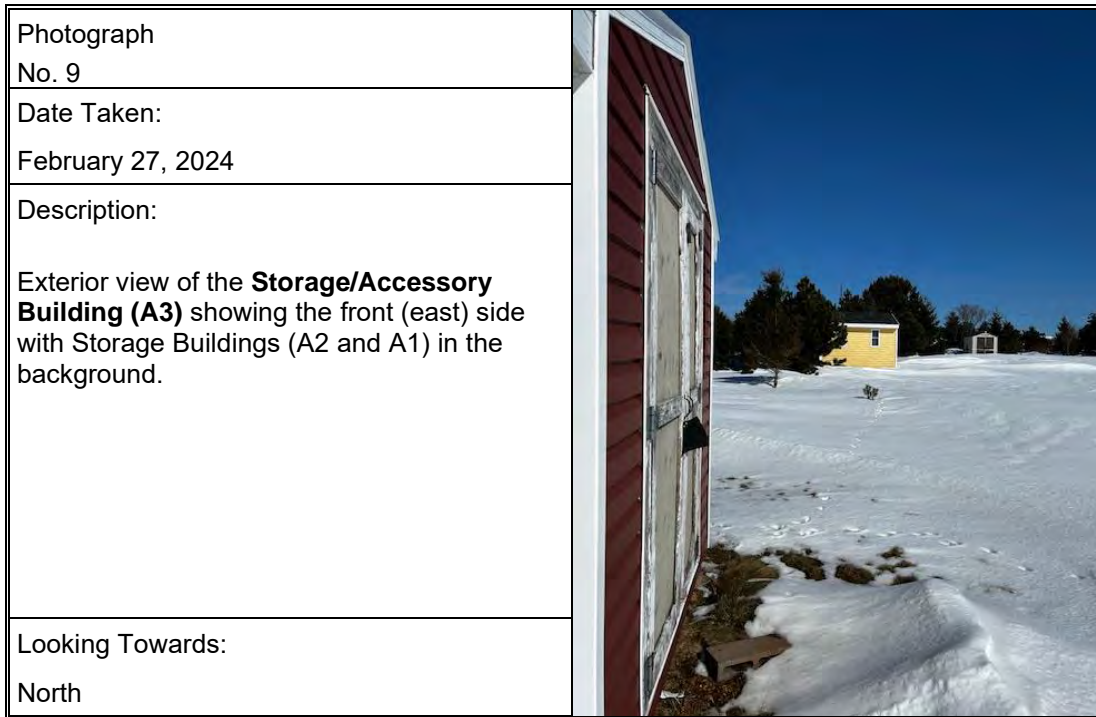 Photograph
No. 9
Date Taken:
February 27, 2024
Description:
Exterior view of the Storage/Accessory
Building (A3) showing the front (east) side
with Storage Buildings (A2 and A1) in the
background.
Looking Towards:
North